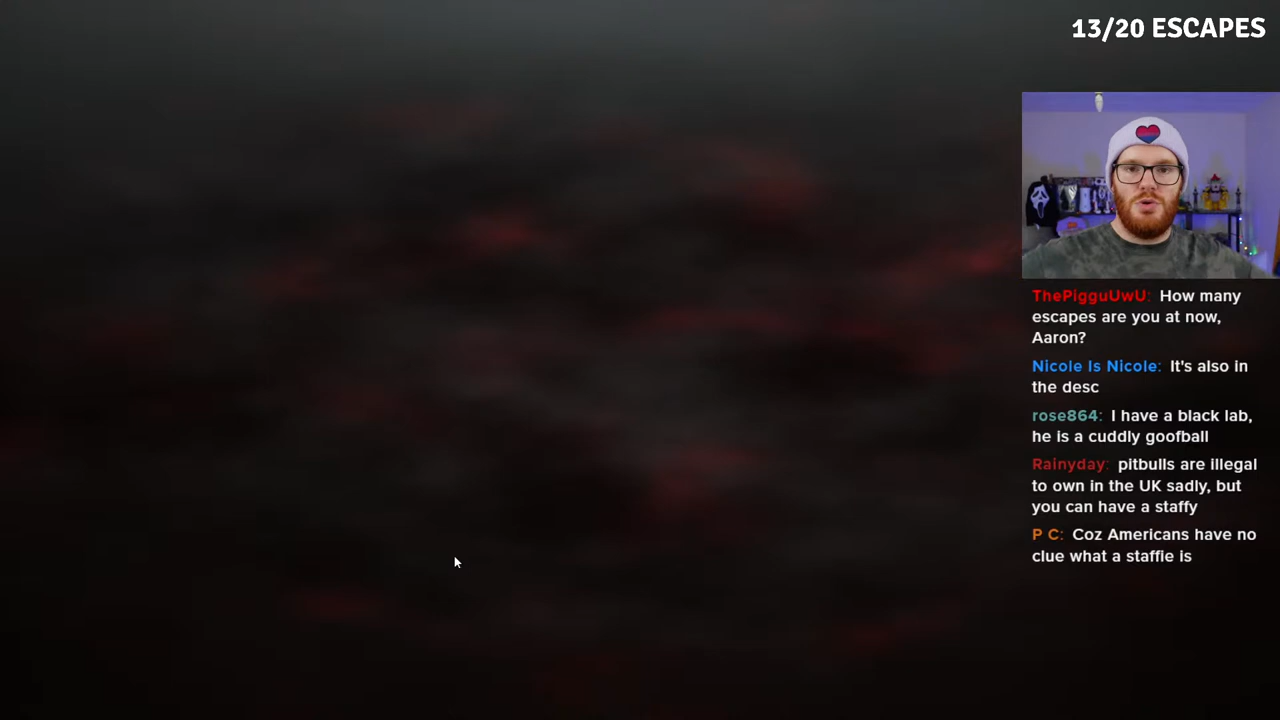 13/20 ESCAPES
ThePigguUwU: How many
escapes are you at now,
Aaron?
Nicole Is Nicole: It's also in
the desc
rose864: I have a black lab,
he is a cuddly goofball
Rainyday: pitbulls are illegal
to own in the UK sadly, but
you can have a staffy
P C: Coz Americans have no
clue what a staffie is